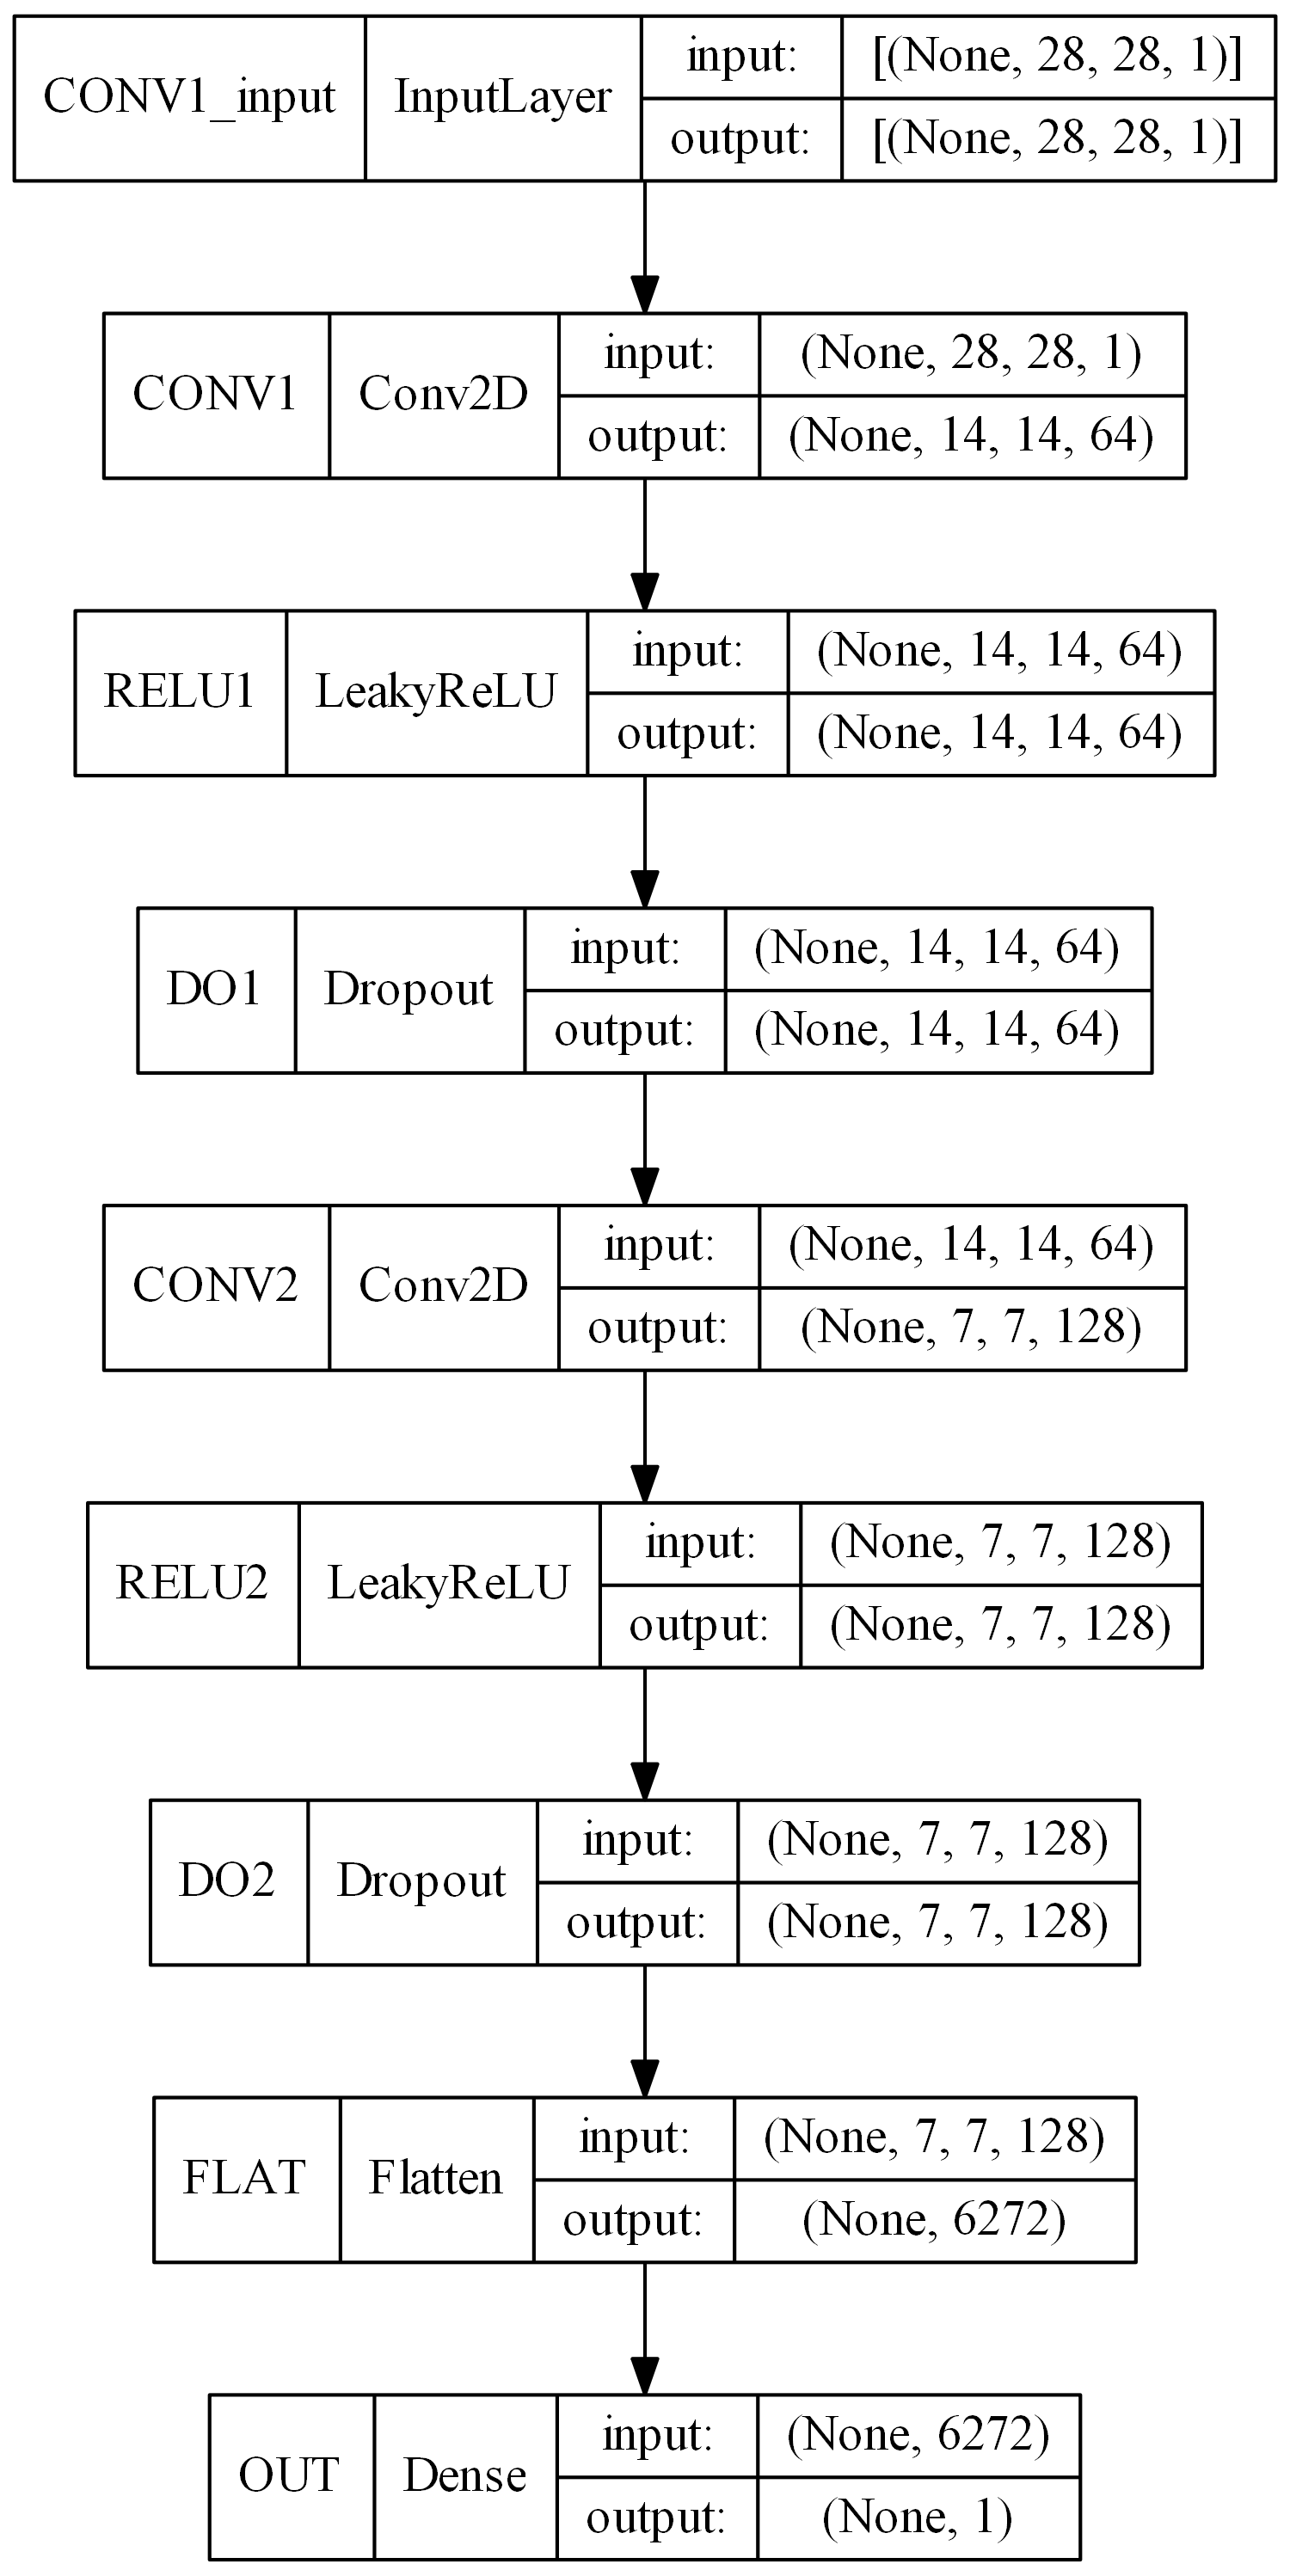 CONV1_input InputLayer input: [(None, 28, 28, 1)]
output: [(None, 28, 28, 1)]
CONV1 Conv2D input: (None, 28, 28, 1)
output: (None, 14, 14, 64)
RELU1 LeakyReLU input: (None, 14, 14, 64)
output: (None, 14, 14, 64)
DO1 Dropout input: (None, 14, 14, 64)
output: (None, 14, 14, 64)
CONV2 Conv2D input: (None, 14, 14, 64)
output: (None, 7, 7, 128)
RELU2 LeakyReLU input: (None, 7, 7, 128)
output: (None, 7, 7, 128)
DO2 Dropout input: (None, 7, 7, 128)
output: (None, 7, 7, 128)
FLAT Flatten input: (None, 7, 7, 128)
output: (None, 6272)
OUT Dense input: (None, 6272)
output: (None, 1)